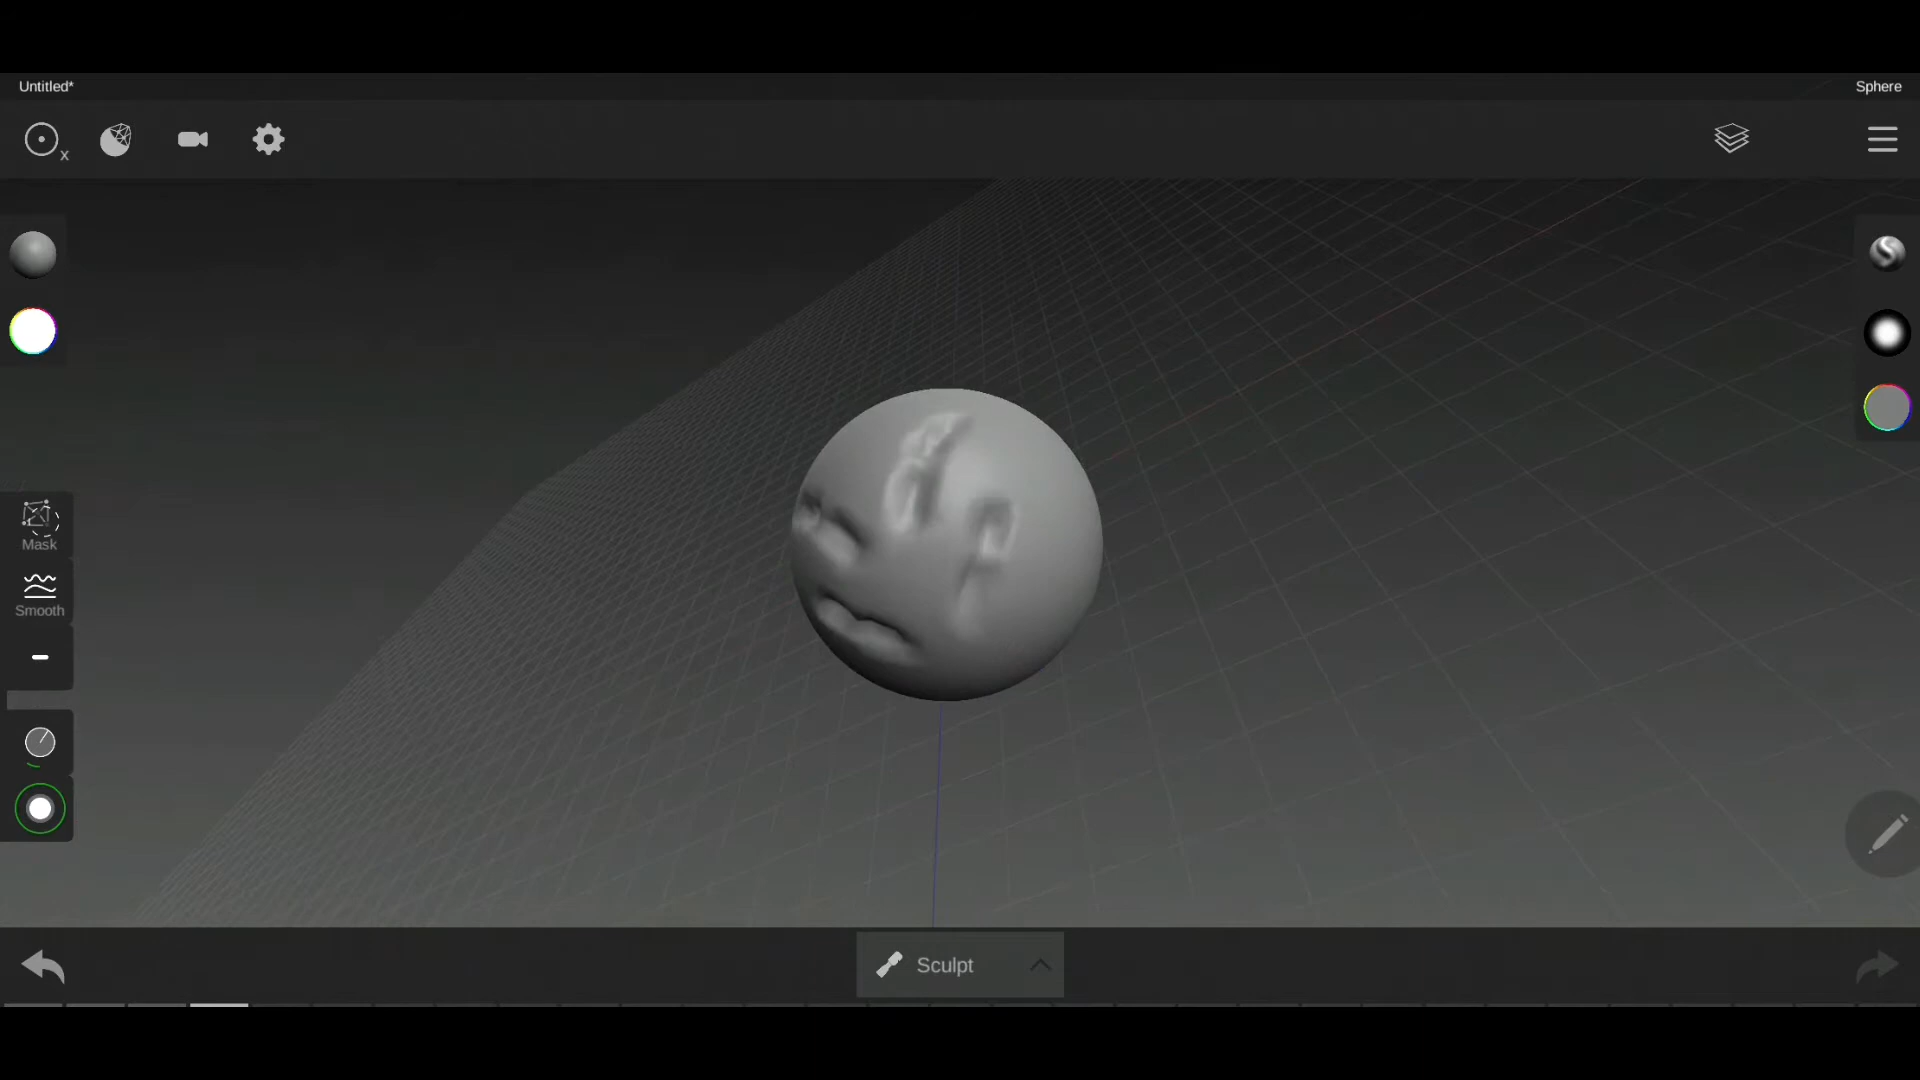 Untitled*
Sphere
x
Mask
Smooth
Sculpt